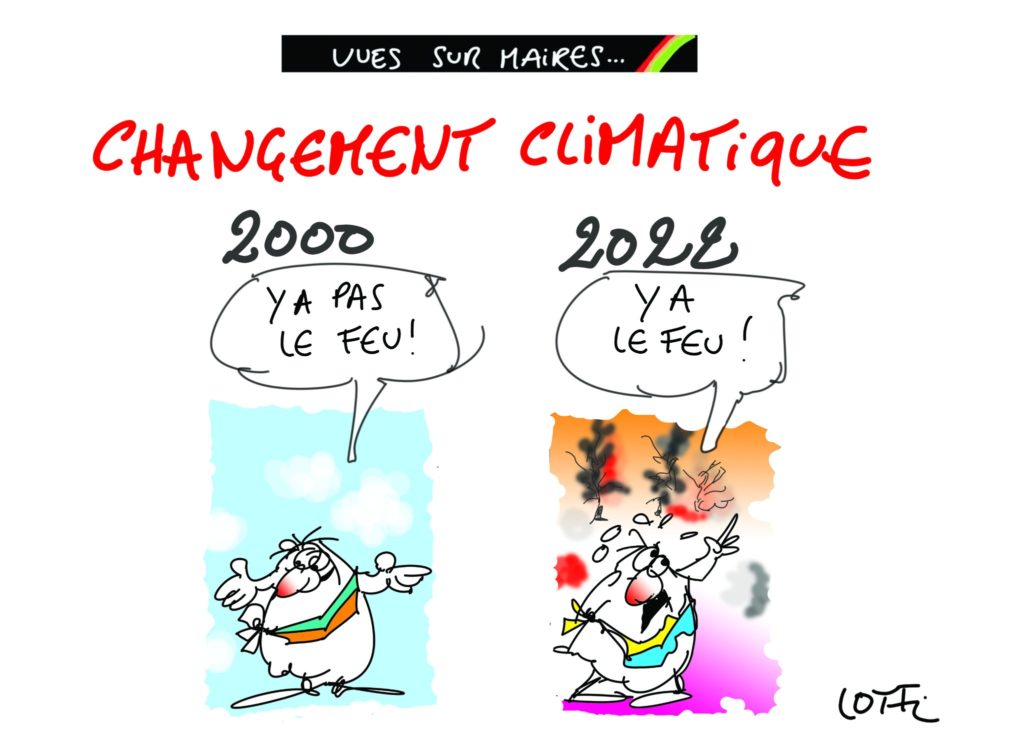 VUES SUR MAIRES...
CHANGEMENT CLIMATIQUE
2000
2022
Y A PAS
LE FEU!
Y A
LE FEU!
LOTFi